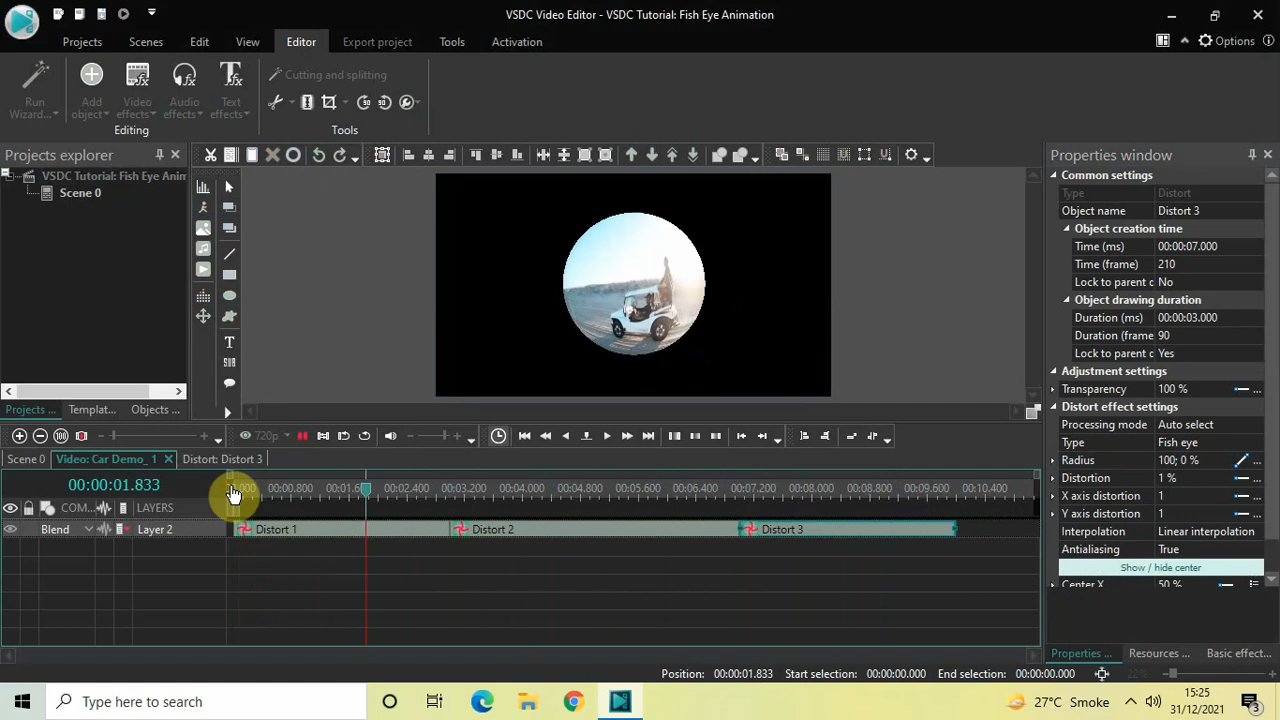 VSDC Video Editor - VSDC Tutorial: Fish Eye Animation
Projects Scenes Edit View Editor Export project Tools Activation
Options
Cutting and splitting
Run Wizard...
Add object
Video effects
Audio effects
Text effects
Editing
Tools
Projects explorer
VSDC Tutorial: Fish Eye Anim
Scene 0
Projects ... Templat... Objects ...
Properties window
Common settings
Type Distort
Object name Distort 3
Object creation time
Time (ms) 00:00:07.000
Time (frame) 210
Lock to parent c No
Object drawing duration
Duration (ms) 00:00:03.000
Duration (frame 90
Lock to parent c Yes
Adjustment settings
Transparency 100 %
Distort effect settings
Processing mode Auto select
Type Fish eye
Radius 100; 0 %
Distortion 1 %
X axis distortion 1
Y axis distortion 1
Interpolation Linear interpolation
Antialiasing True
Show / hide center
Center X 50 %
Properties ... Resources ... Basic effect...
720p
Scene 0 Video: Car Demo_ 1 Distort: Distort 3
00:00:01.833
00:00.800 00:02.400 00:03.200 00:04.000 00:04.800 00:05.600 00:06.400 00:07.200 00:08.000 00:08.800 00:10.400
COM... LAYERS
Blend Layer 2 Distort 1 Distort 2 Distort 3
Position: 00:00:01.833 Start selection: 00:00:00.000 End selection: 00:00:00.000
Type here to search
27°C Smoke
15:25
31/12/2021
3